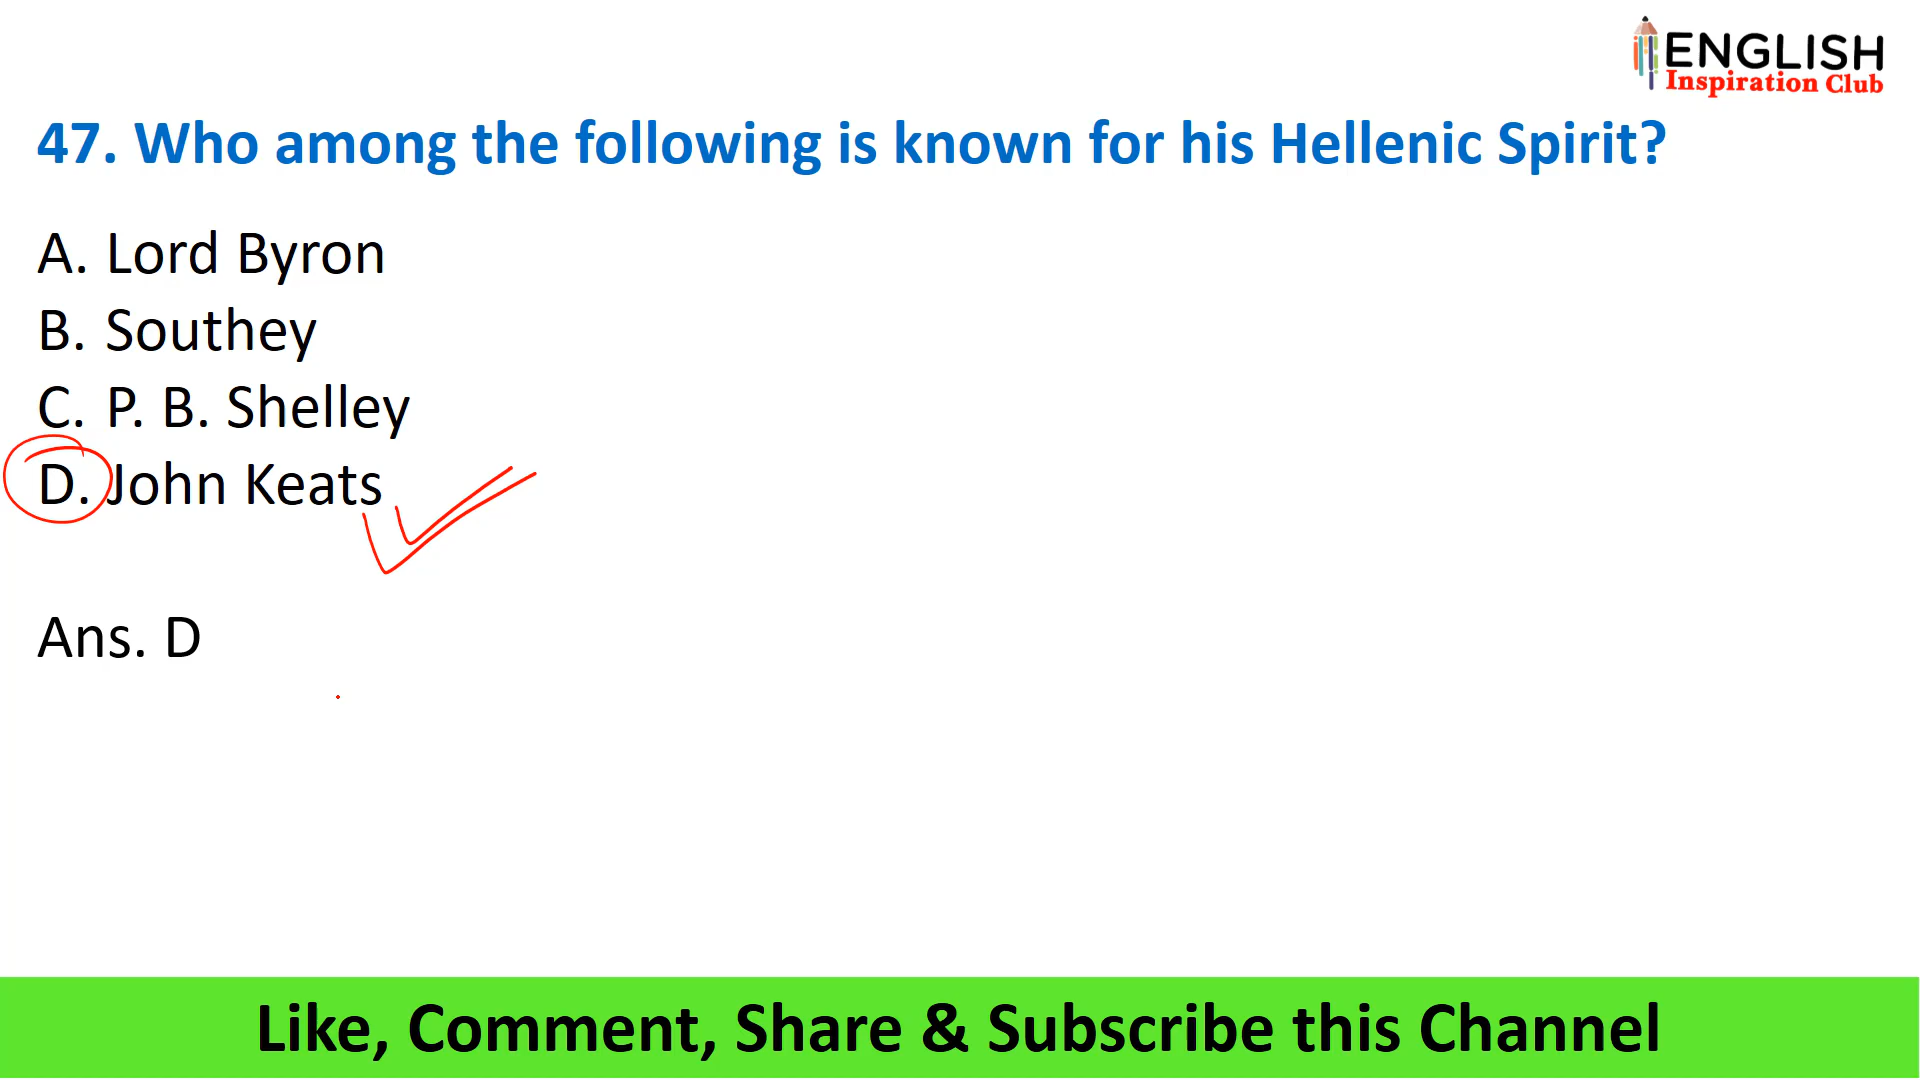 ENGLISH
Inspiration Club
47. Who among the following is known for his Hellenic Spirit?
A. Lord Byron
B. Southey
C. P. B. Shelley
D. John Keats
Ans. D
Like, Comment, Share & Subscribe this Channel